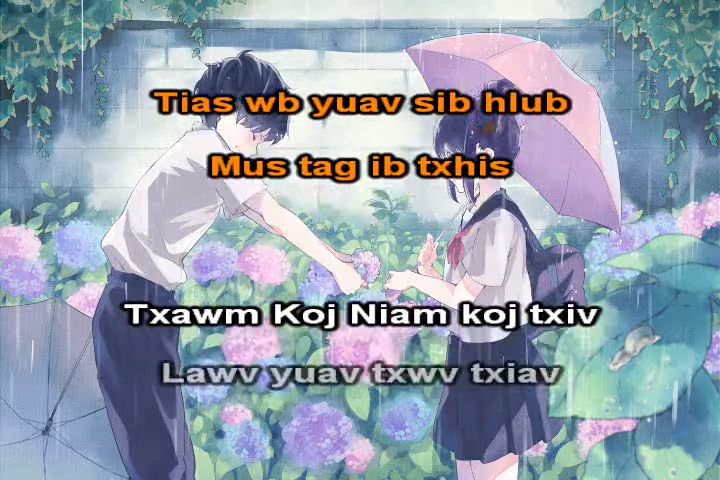 Tias wb yuav sib hlub
Mus tag ib txhis
Txawm Koj Niam koj txiv
Lawv yuav txwv txiav